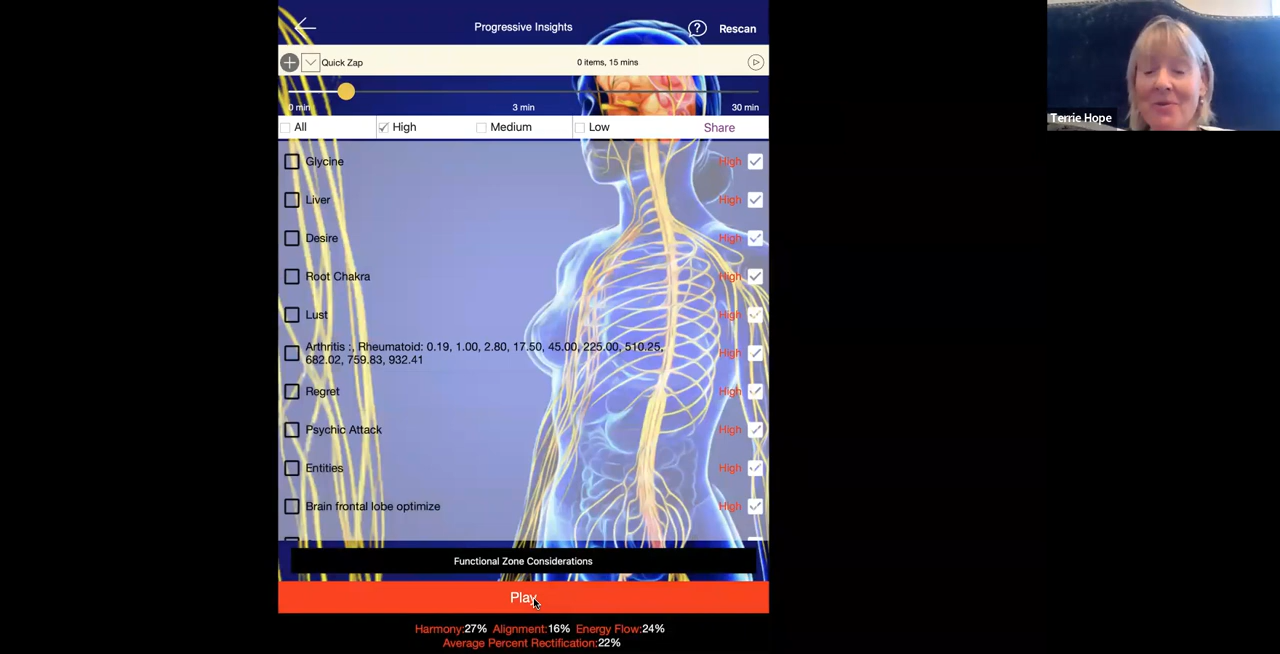 Progressive Insights
Rescan
Quick Zap
0 items, 15 mins
0 min
3 min
30 min
All
High
Medium
Low
Share
Glycine High
Liver High
Desire High
Root Chakra High
Lust High
Arthritis :, Rheumatoid: 0.19, 1.00, 2.80, 17.50, 45.00, 225.00, 510.25, High
682.02, 759.83, 932.41
Regret High
Psychic Attack High
Entities High
Brain frontal lobe optimize High
Functional Zone Considerations
Play
Harmony:27% Alignment:16% Energy Flow:24%
Average Percent Rectification:22%
Terrie Hope